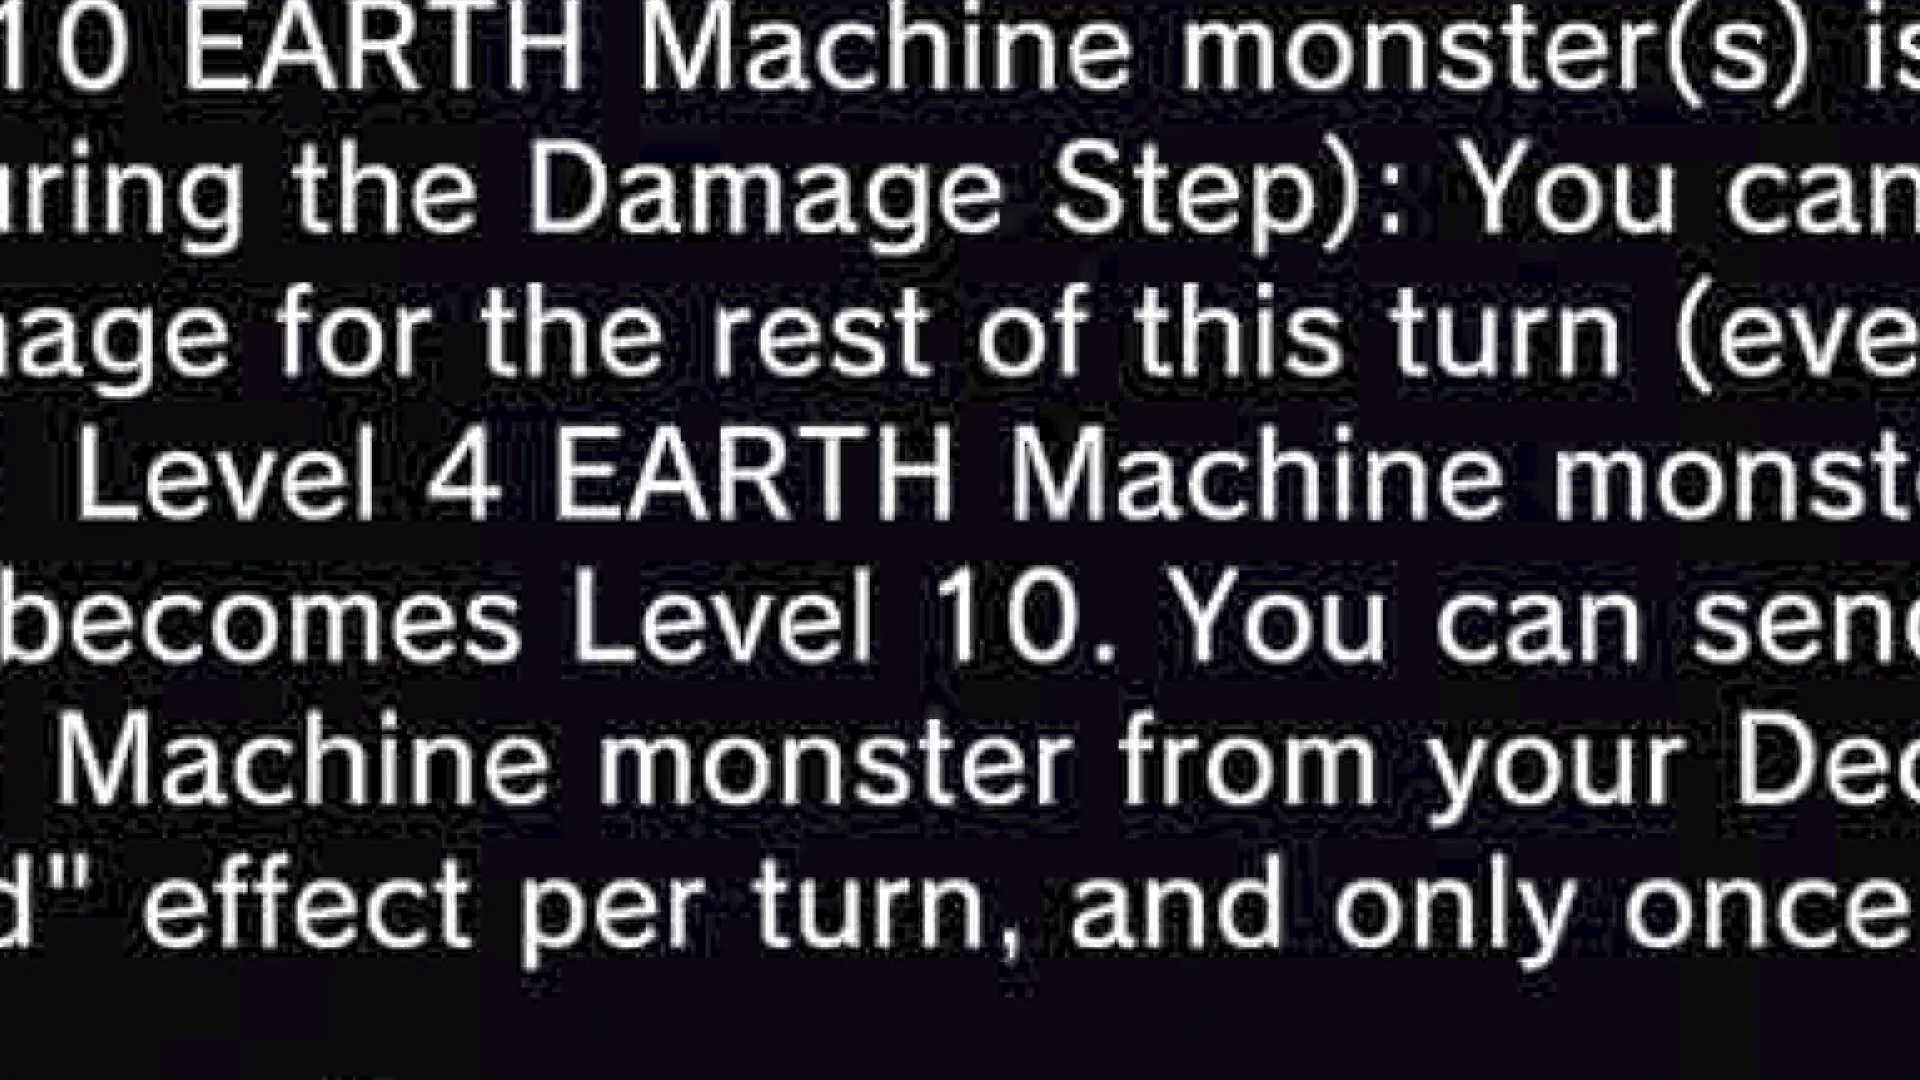 10 EARTH Machine monster(s) is
uring the Damage Step): You can
age for the rest of this turn (eve
Level 4 EARTH Machine monst
becomes Level 10. You can sen
Machine monster from your Dec
d" effect per turn, and only once